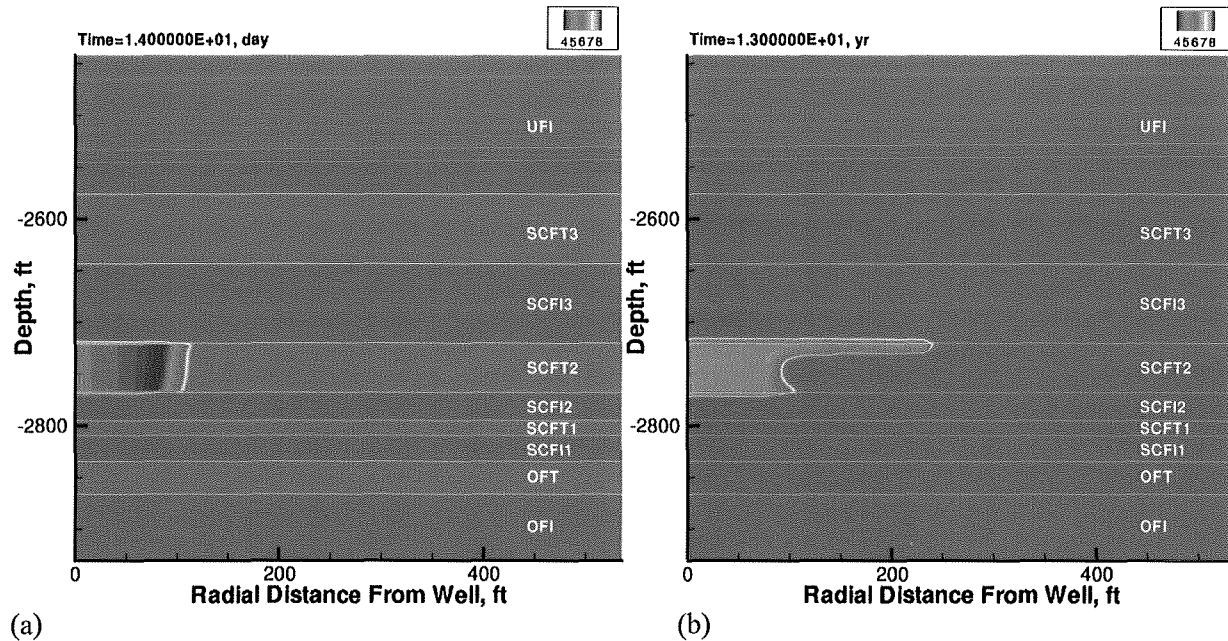 Time=1.400000E+01, day
45678
UFI
SCFT3
SCFI3
SCFT2
SCFI2
SCFT1
SCFI1
OFT
OFI
-2600
-2800
Depth, ft
0
200
400
Radial Distance From Well, ft
(a)
Time=1.300000E+01, yr
45678
UFI
SCFT3
SCFI3
SCFT2
SCFI2
SCFT1
SCFI1
OFT
OFI
-2600
-2800
Depth, ft
0
200
400
Radial Distance From Well, ft
(b)